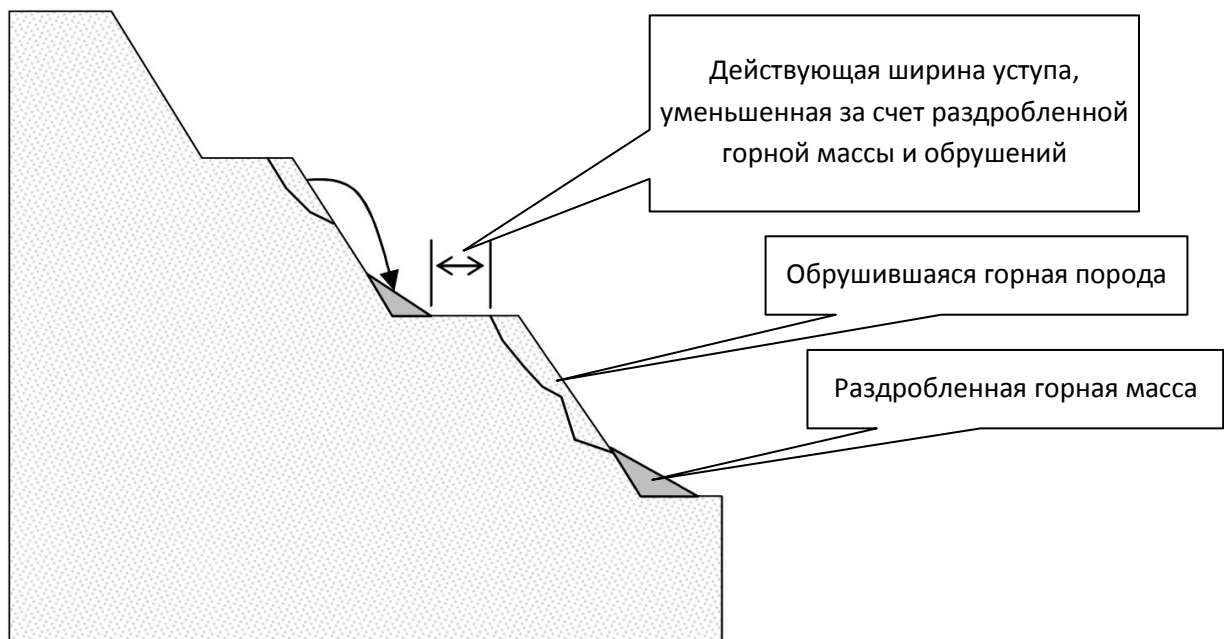 Действующая ширина уступа,
уменьшенная за счет раздробленной
горной массы и обрушений
Обрушившаяся горная порода
Раздробленная горная масса